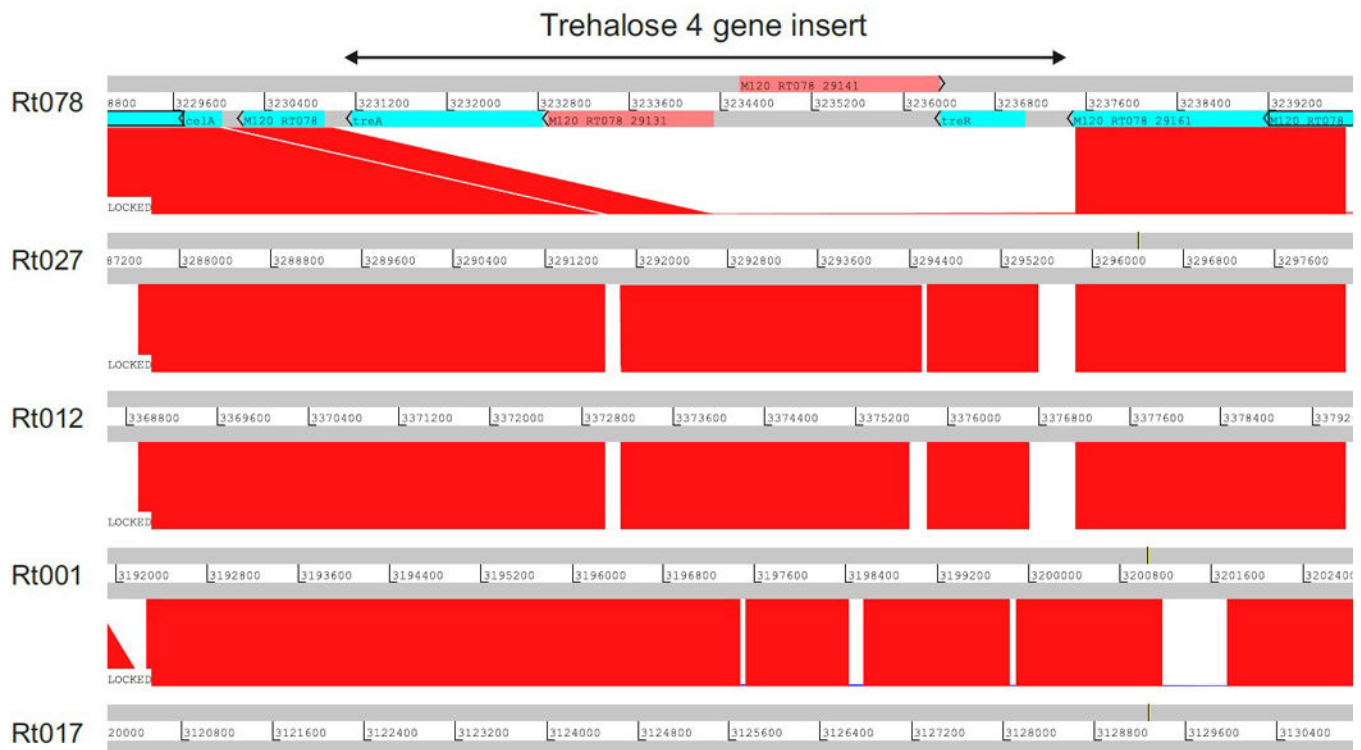 Trehalose 4 gene insert
Rt078
M120 RT078 29141
8800 3229600 3230400 3231200 3232000 3232800 3233600 3234400 3235200 3236000 3236800 3237600 3238400 3239200
celA M120 RT078 treA M120 RT078 29131 treR M120 RT078 29161 M120 RT078
LOCKED
Rt027
87200 3288000 3288800 3289600 3290400 3291200 3292000 3292800 3293600 3294400 3295200 3296000 3296800 3297600
LOCKED
Rt012
3368800 3369600 3370400 3371200 3372000 3372800 3373600 3374400 3375200 3376000 3376800 3377600 3378400 33792
LOCKED
Rt001
3192000 3192800 3193600 3194400 3195200 3196000 3196800 3197600 3198400 3199200 3200000 3200800 3201600 3202400
LOCKED
Rt017
20000 3120800 3121600 3122400 3123200 3124000 3124800 3125600 3126400 3127200 3128000 3128800 3129600 3130400